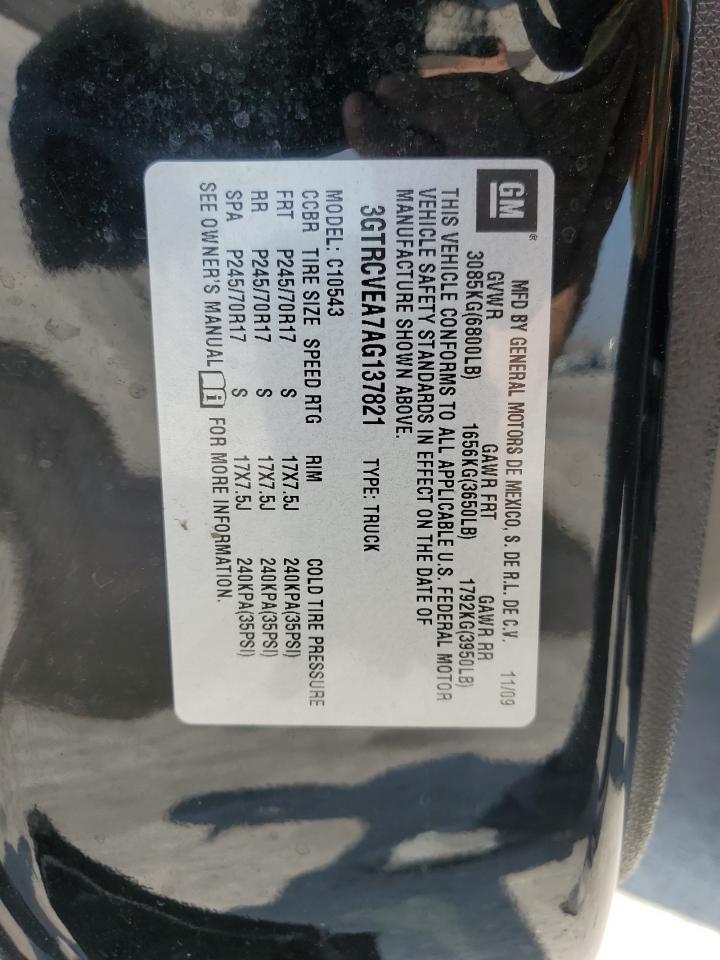 GM ®
MFD BY GENERAL MOTORS DE MEXICO, S. DE R.L. DE C.V. 11/09
GVWR GAWR FRT GAWR RR
3085KG(6800LB) 1656KG(3650LB) 1792KG(3950LB)
THIS VEHICLE CONFORMS TO ALL APPLICABLE U.S. FEDERAL MOTOR
VEHICLE SAFETY STANDARDS IN EFFECT ON THE DATE OF
MANUFACTURE SHOWN ABOVE.
3GTRCVEA7AG137821 TYPE: TRUCK
MODEL: C10543
CCBR TIRE SIZE SPEED RTG RIM COLD TIRE PRESSURE
FRT P245/70R17 S 17X7.5J 240KPA(35PSI)
RR P245/70R17 S 17X7.5J 240KPA(35PSI)
SPA P245/70R17 S 17X7.5J 240KPA(35PSI)
SEE OWNER'S MANUAL i FOR MORE INFORMATION.